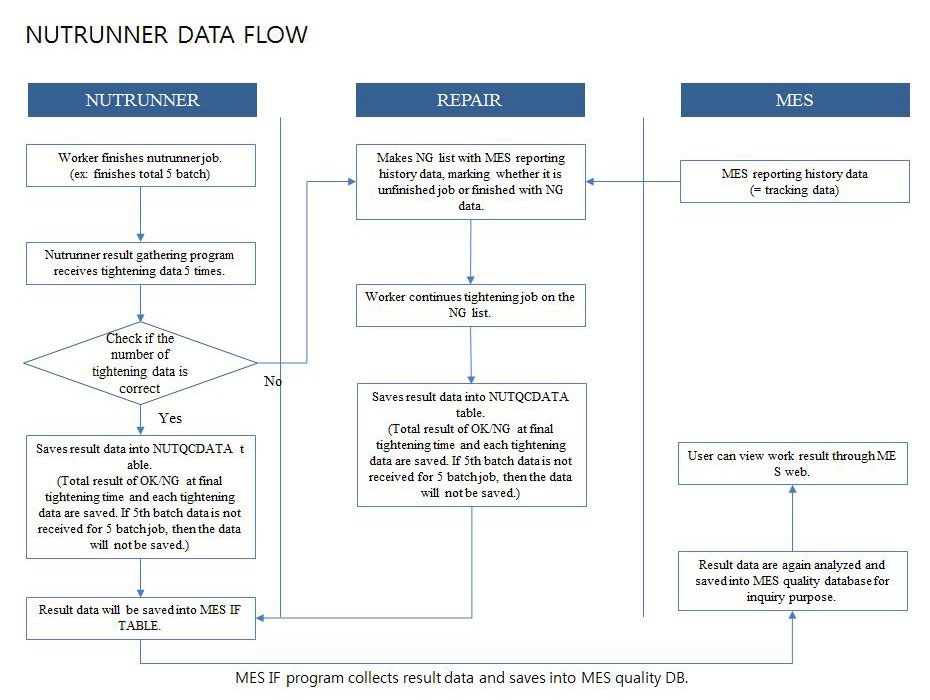 NUTRUNNER DATA FLOW
NUTRUNNER
REPAIR
MES
Worker finishes nutrunner job.
(ex: finishes total 5 batch)
Nutrunner result gathering program
receives tightening data 5 times.
Check if the
number of
tightening data is
correct
No
Yes
Saves result data into NUTQCDATA t
able.
(Total result of OK/NG at final
tightening time and each tightening
data are saved. If 5th batch data is not
received for 5 batch job, then the data
will not be saved.)
Result data will be saved into MES IF
TABLE.
Makes NG list with MES reporting
history data, marking whether it is
unfinished job or finished with NG
data.
Worker continues tightening job on the
NG list.
Saves result data into NUTQCDATA
table.
(Total result of OK/NG at final
tightening time and each tightening
data are saved. If 5th batch data is not
received for 5 batch job, then the data
will not be saved.)
MES reporting history data
(= tracking data)
User can view work result through ME
S web.
Result data are again analyzed and
saved into MES quality database for
inquiry purpose.
MES IF program collects result data and saves into MES quality DB.